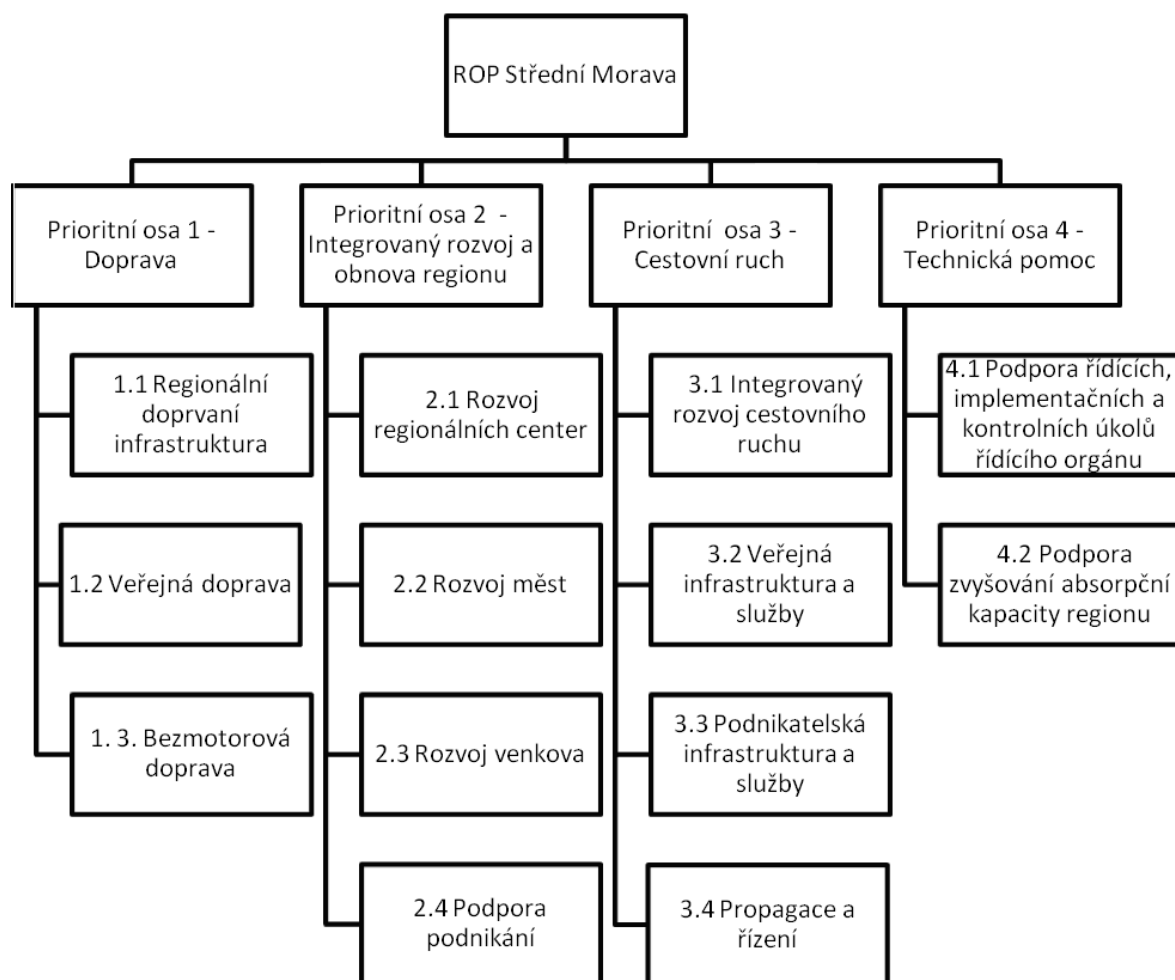 ROP Střední Morava
Prioritní osa 1 -
Doprava
Prioritní osa 2 -
Integrovaný rozvoj a
obnova regionu
Prioritní osa 3 -
Cestovní ruch
Prioritní osa 4 -
Technická pomoc
1.1 Regionální
doprvaní
infrastruktura
2.1 Rozvoj
regionálních center
3.1 Integrovaný
rozvoj cestovního
ruchu
4.1 Podpora řídících,
implementačních a
kontrolních úkolů
řídícího orgánu
1.2 Veřejná doprava
2.2 Rozvoj měst
3.2 Veřejná
infrastruktura a
služby
4.2 Podpora
zvyšování absorpční
kapacity regionu
1. 3. Bezmotorová
doprava
2.3 Rozvoj venkova
3.3 Podnikatelská
infrastruktura a
služby
2.4 Podpora
podnikání
3.4 Propagace a
řízení